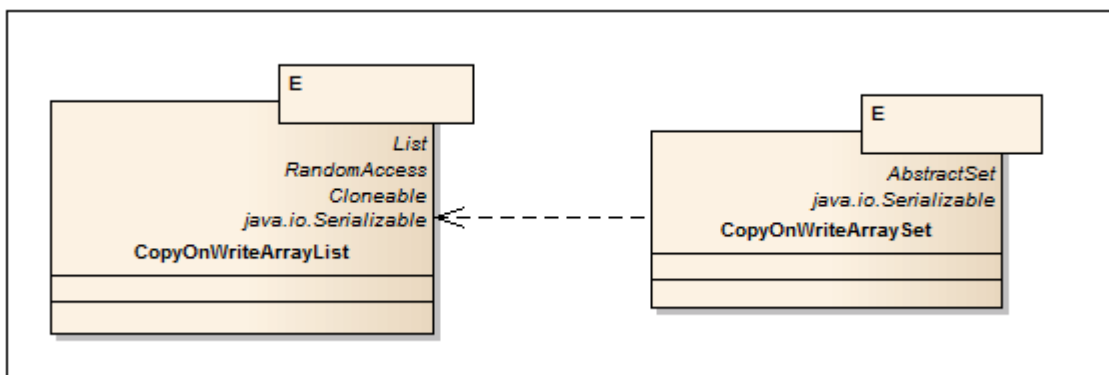 E
List
RandomAccess
Cloneable
java.io.Serializable
CopyOnWriteArrayList
E
AbstractSet
java.io.Serializable
CopyOnWriteArraySet